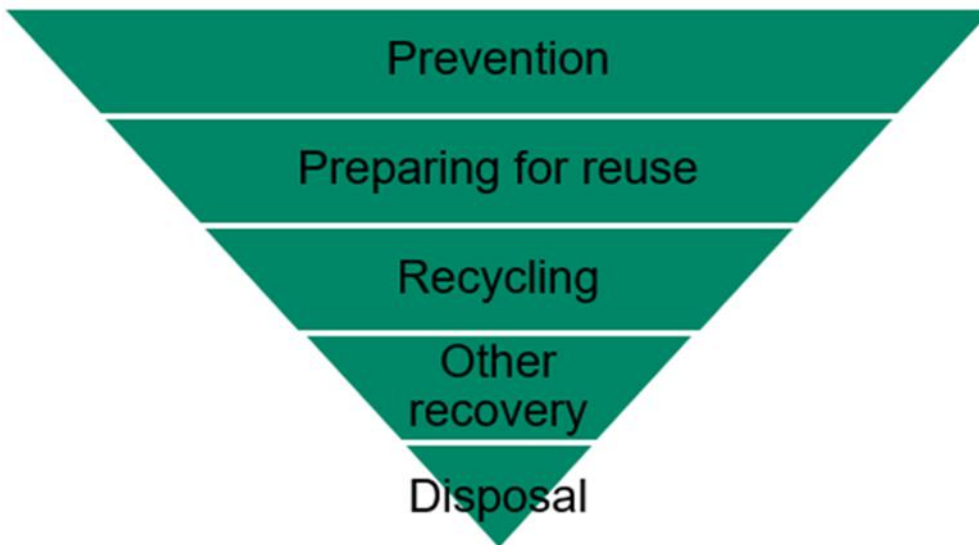 Prevention
Preparing for reuse
Recycling
Other
recovery
Disposal